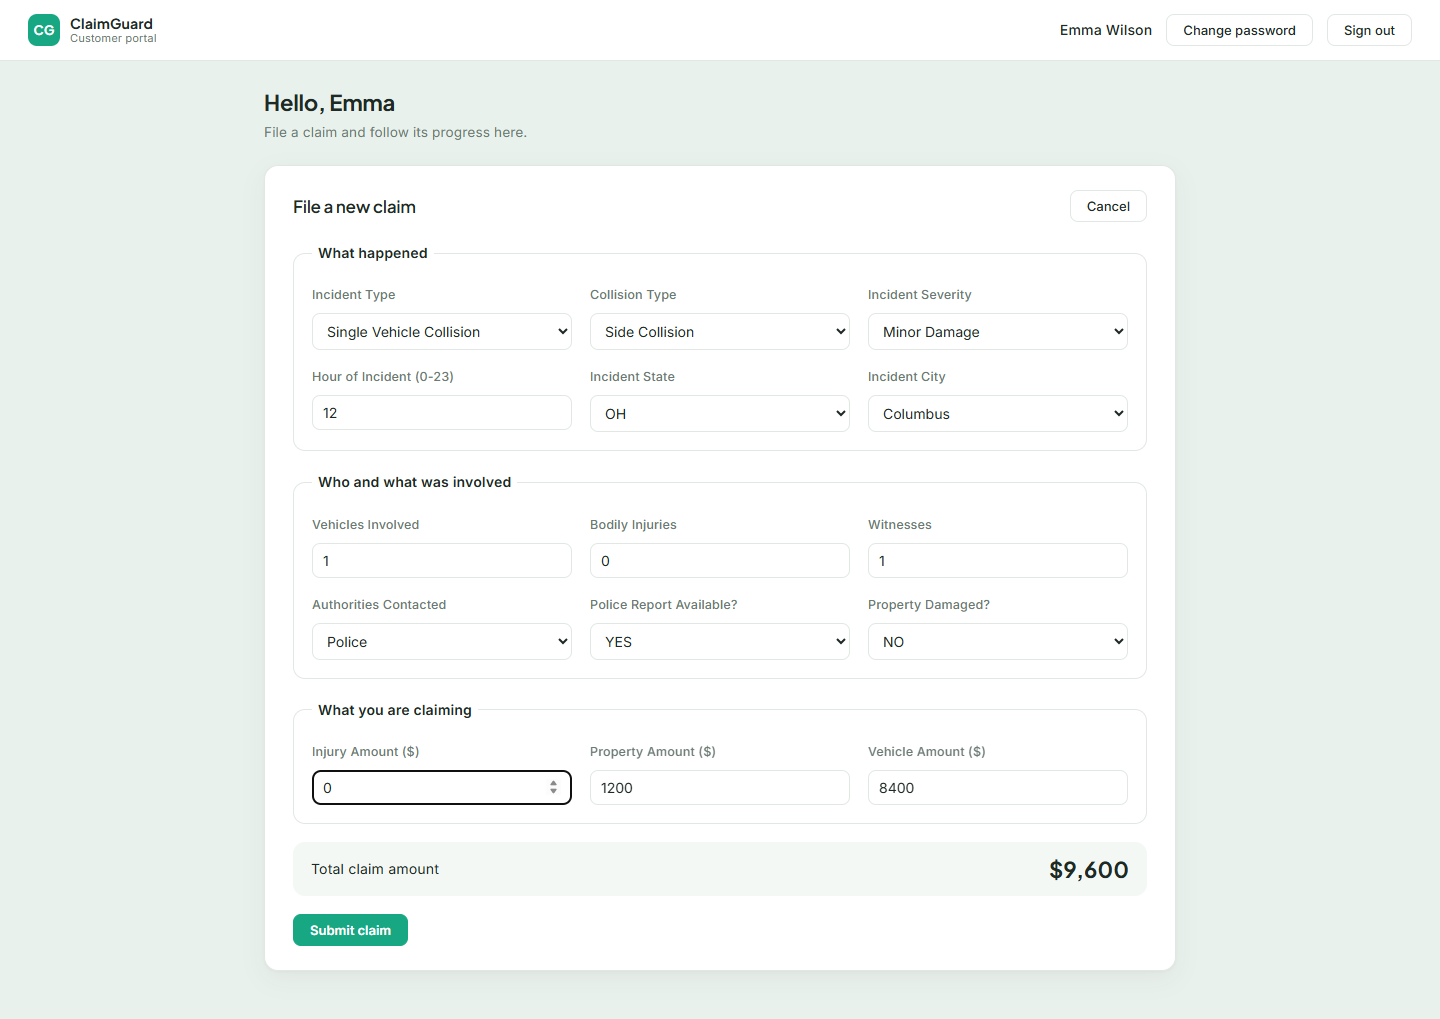 CG
ClaimGuard
Customer portal
Emma Wilson
Change password
Sign out
Hello, Emma
File a claim and follow its progress here.
File a new claim
Cancel
What happened
Incident Type
Collision Type
Incident Severity
Single Vehicle Collision
Side Collision
Minor Damage
Hour of Incident (0-23)
Incident State
Incident City
12
OH
Columbus
Who and what was involved
Vehicles Involved
Bodily Injuries
Witnesses
1
0
1
Authorities Contacted
Police Report Available?
Property Damaged?
Police
YES
NO
What you are claiming
Injury Amount ($)
Property Amount ($)
Vehicle Amount ($)
0
1200
8400
Total claim amount
$9,600
Submit claim